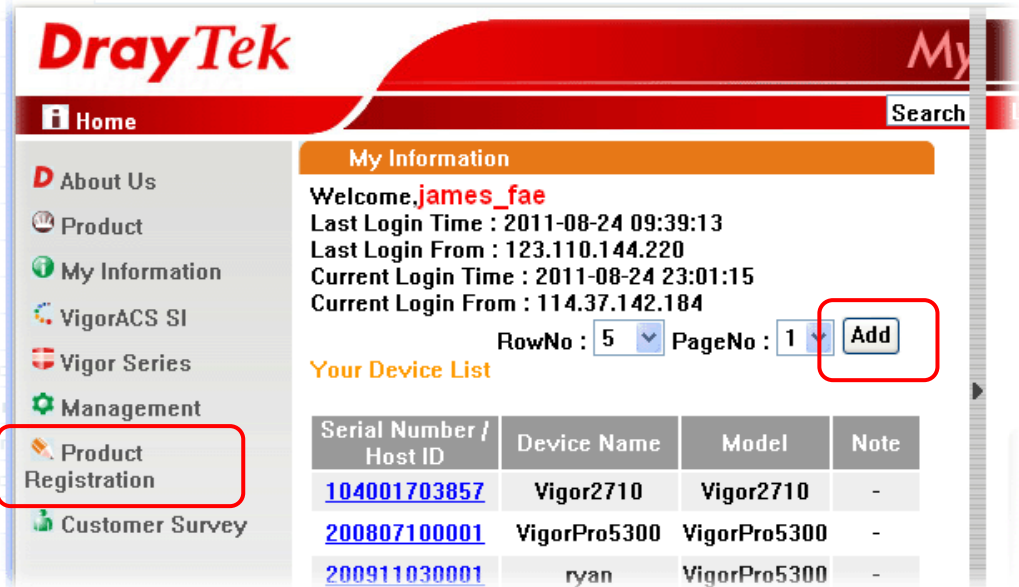 DrayTek
My
Home
Search
About Us
Product
My Information
VigorACS SI
Vigor Series
Management
Product
Registration
Customer Survey
My Information
Welcome,james_fae
Last Login Time : 2011-08-24 09:39:13
Last Login From : 123.110.144.220
Current Login Time : 2011-08-24 23:01:15
Current Login From : 114.37.142.184
RowNo : 5 PageNo : 1 Add
Your Device List
Serial Number / Host ID Device Name Model Note
104001703857 Vigor2710 Vigor2710 -
200807100001 VigorPro5300 VigorPro5300 -
200911030001 ryan VigorPro5300 -